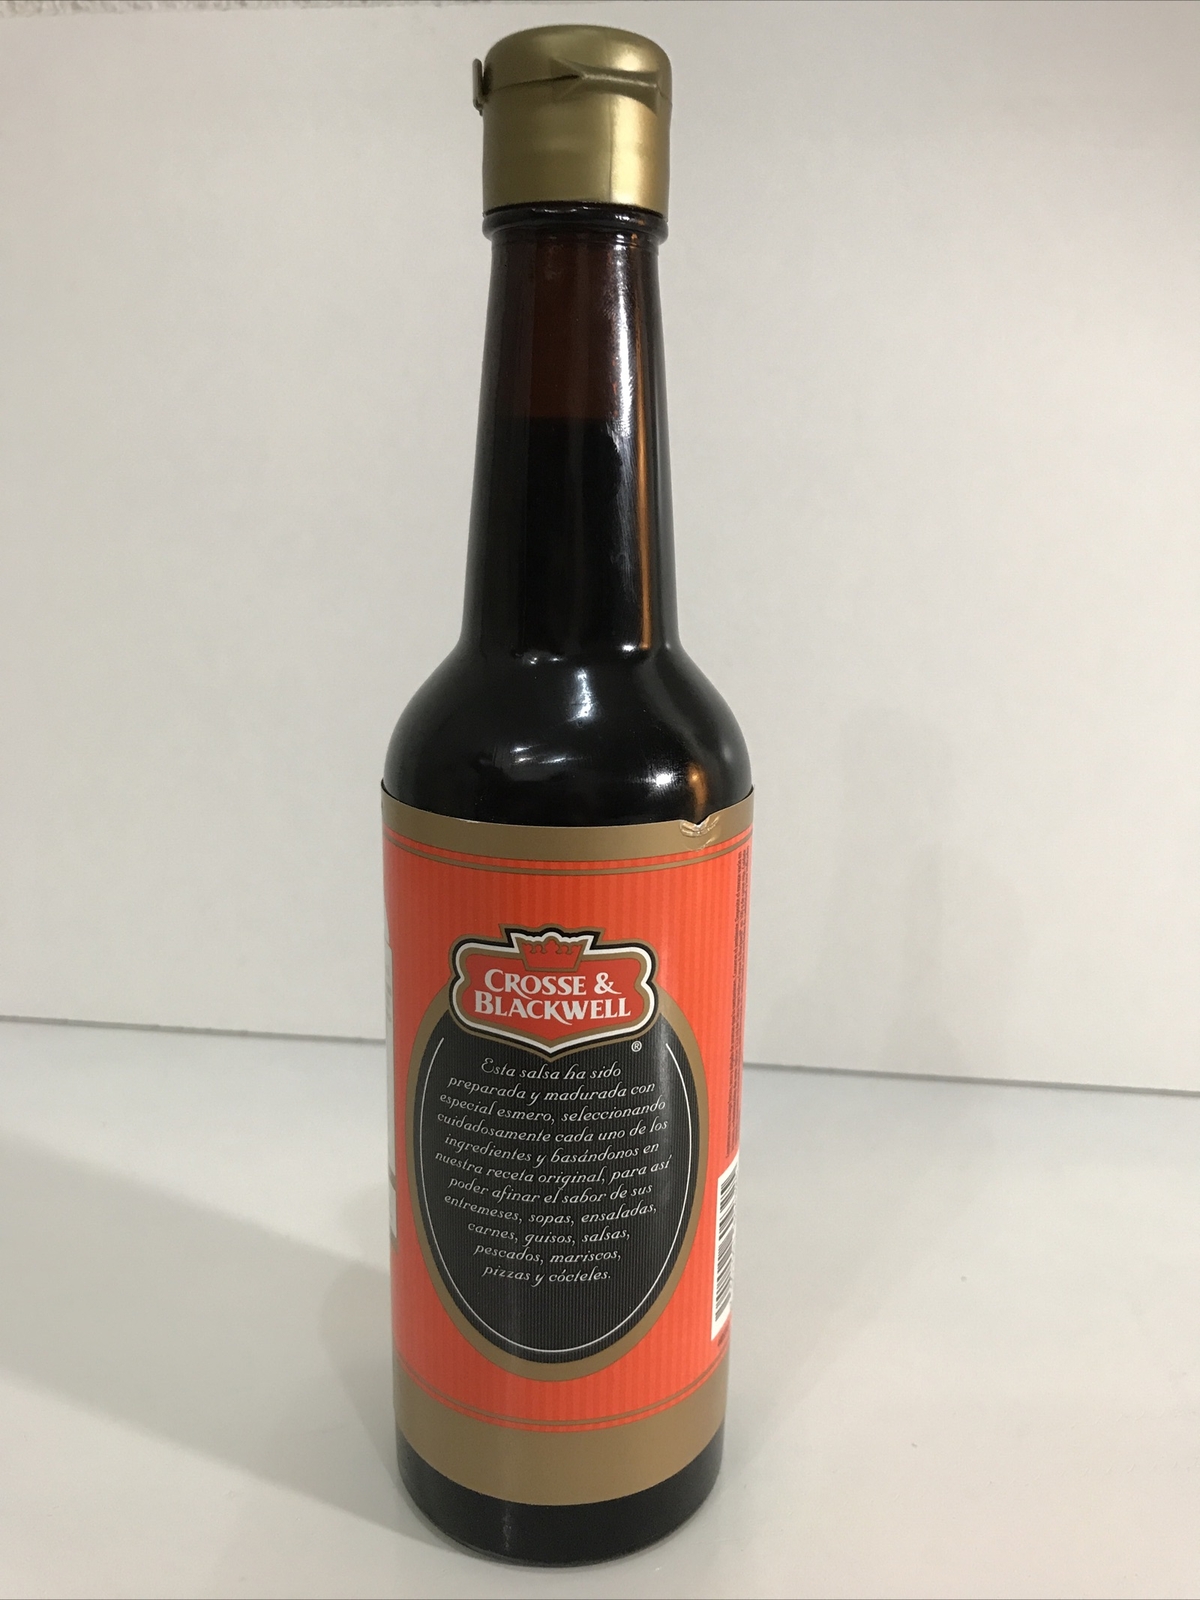 CROSSE &
BLACKWELL
®
Esta salsa ha sido
preparada y madurada con
especial esmero, seleccionando
cuidadosamente cada uno de los
ingredientes y basándonos en
nuestra receta original, para así
poder afinar el sabor de sus
entremeses, sopas, ensaladas,
carnes, guisos, salsas,
pescados, mariscos,
pizzas y cócteles.